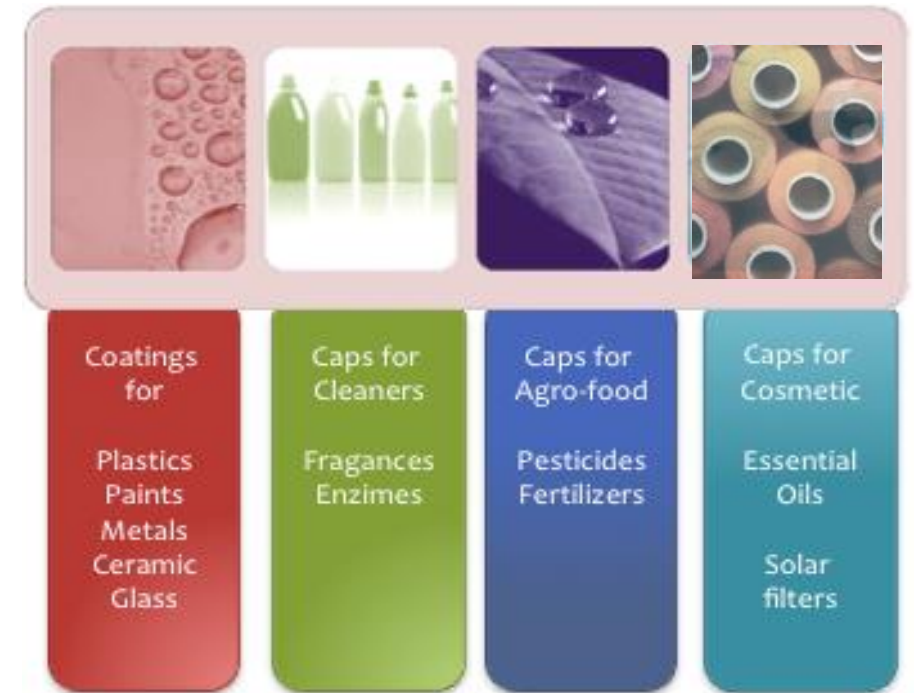 Coatings
for
Plastics
Paints
Metals
Ceramic
Glass
Caps for
Cleaners
Fragances
Enzimes
Caps for
Agro-food
Pesticides
Fertilizers
Caps for
Cosmetic
Essential
Oils
Solar
filters